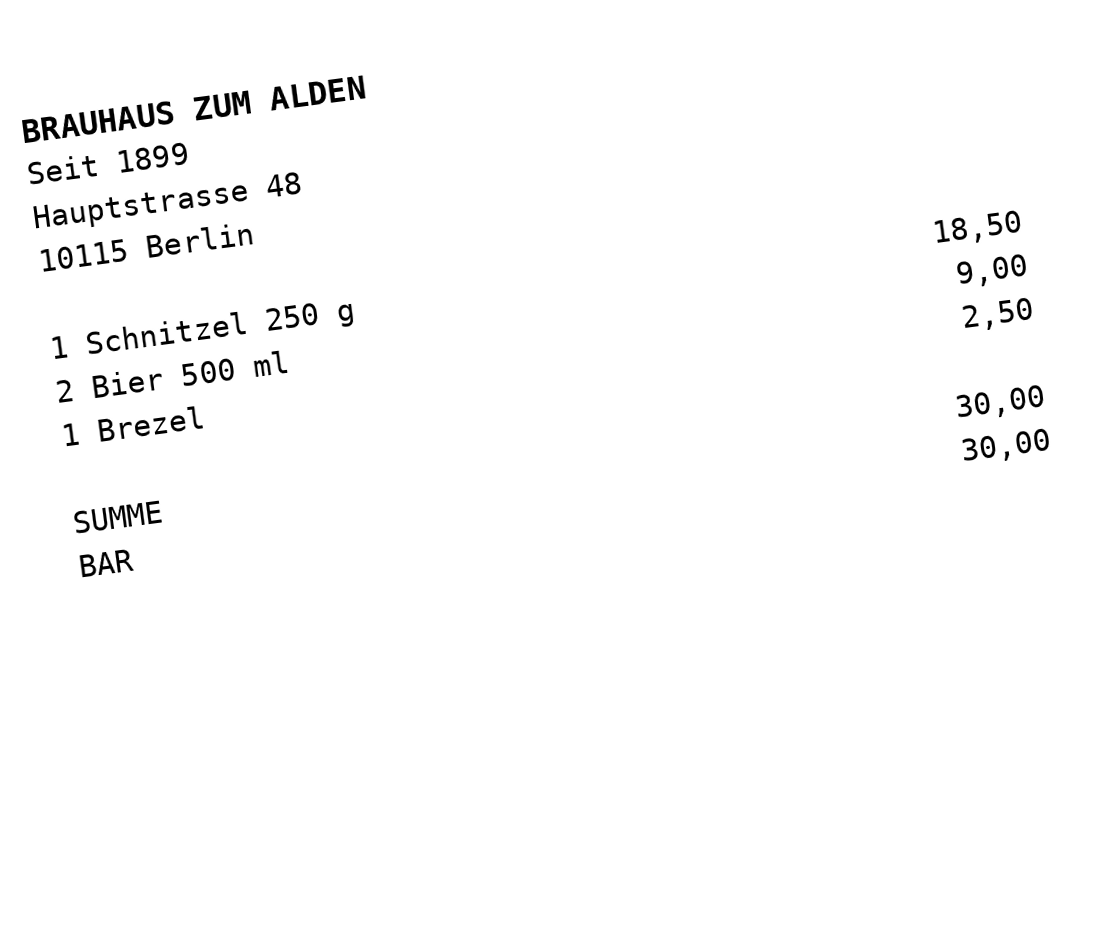 BRAUHAUS ZUM ALDEN
Seit 1899
Hauptstrasse 48
10115 Berlin
1 Schnitzel 250 g 18,50
2 Bier 500 ml 9,00
1 Brezel 2,50
SUMME 30,00
BAR 30,00